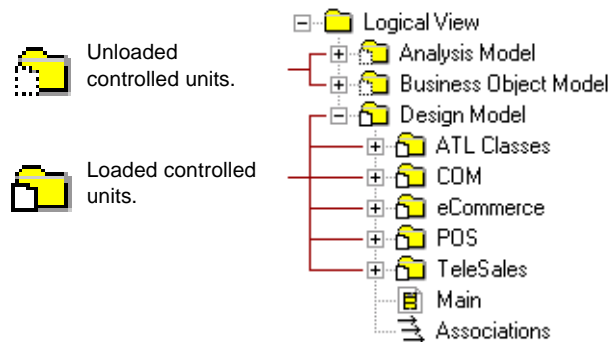 Unloaded
controlled units.
Loaded controlled
units.
Logical View
Analysis Model
Business Object Model
Design Model
ATL Classes
COM
eCommerce
POS
TeleSales
Main
Associations